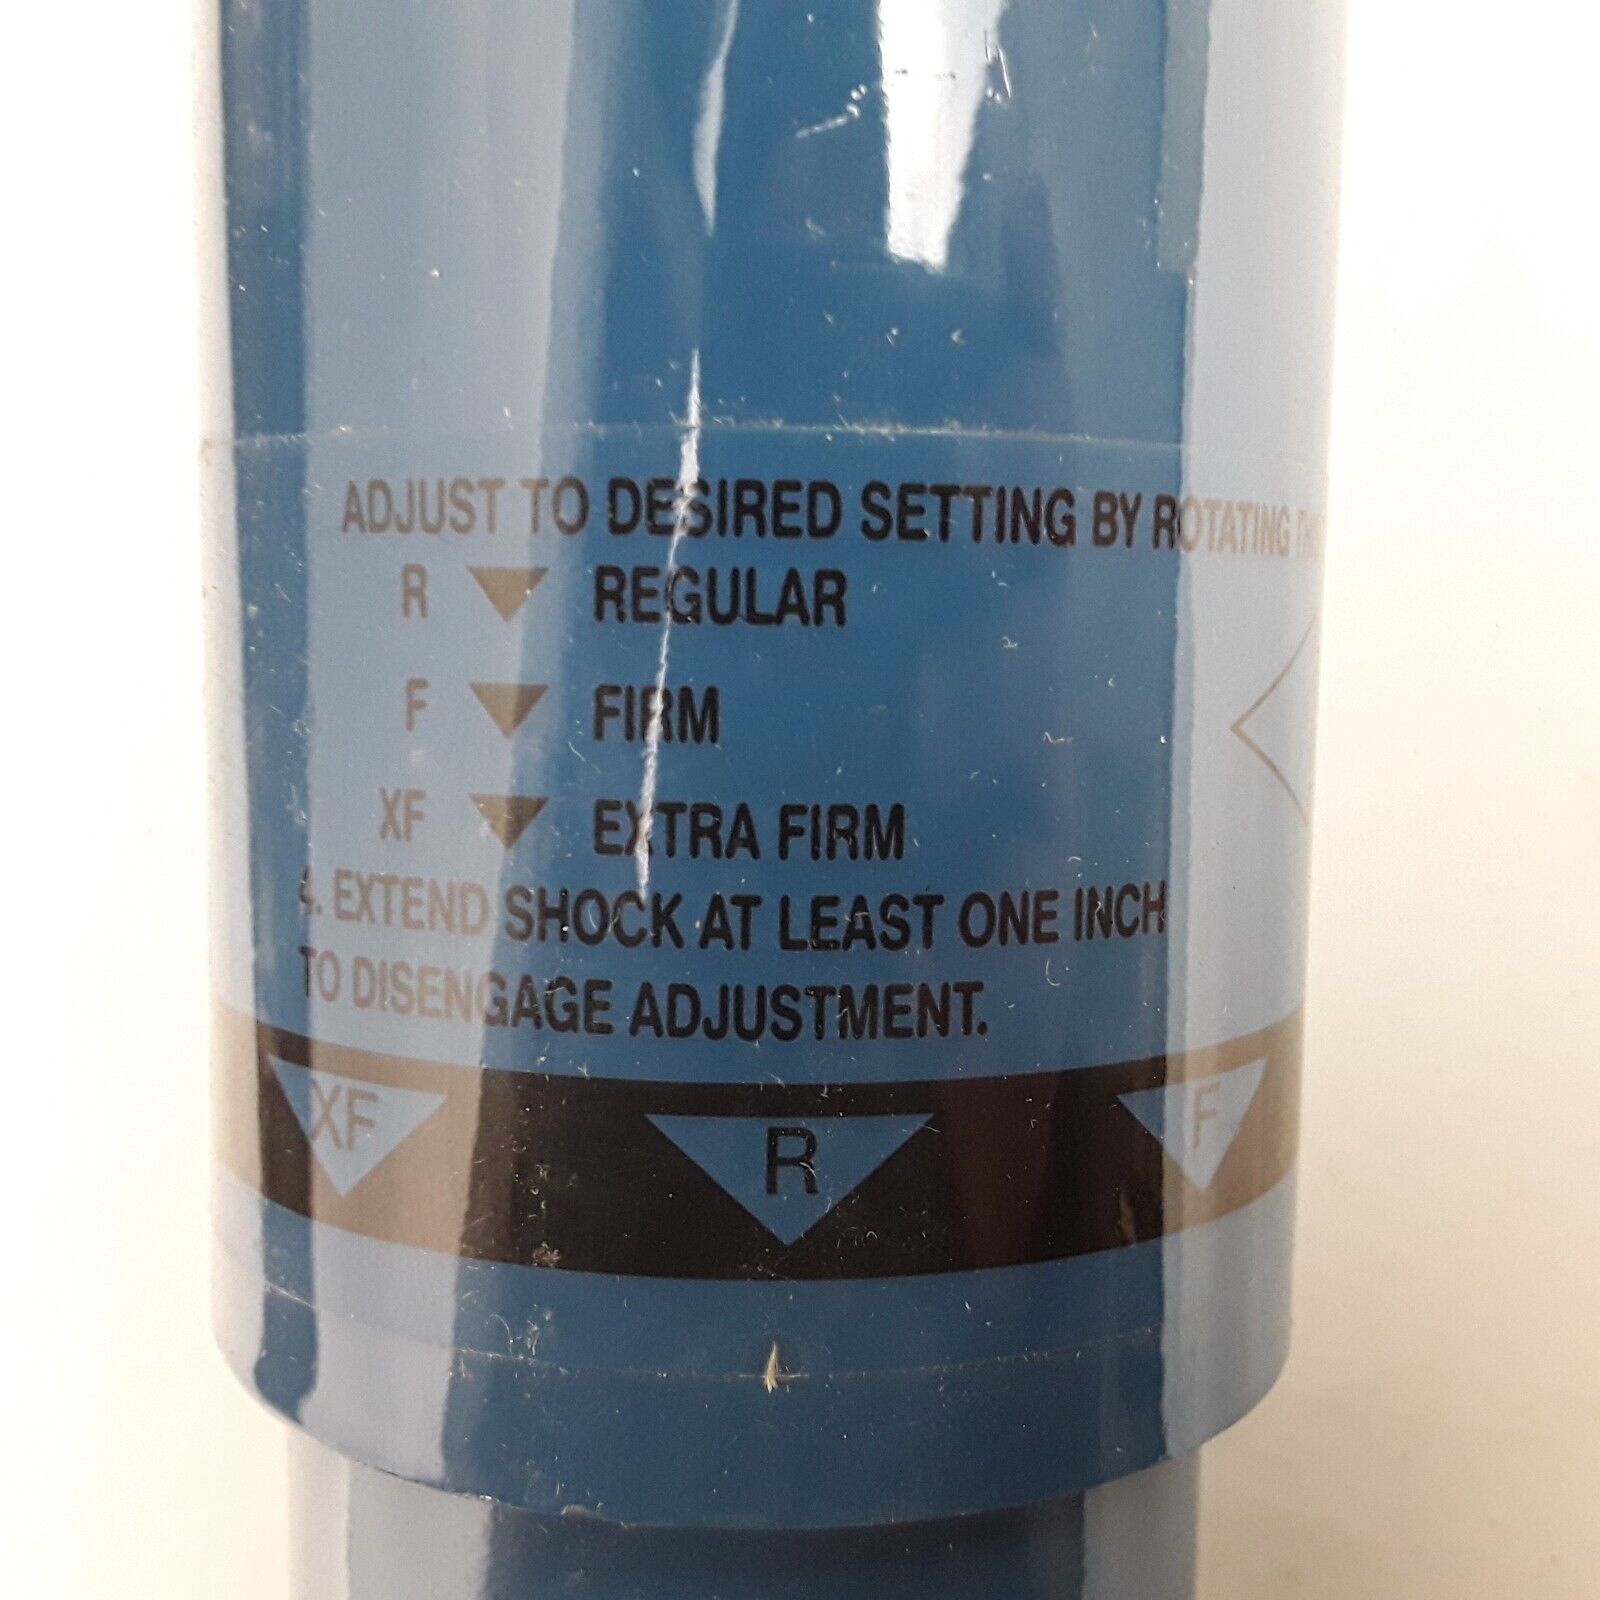 ADJUST TO DESIRED SETTING BY ROTATING
R REGULAR
F FIRM
XF EXTRA FIRM
4. EXTEND SHOCK AT LEAST ONE INCH
TO DISENGAGE ADJUSTMENT.
XF R F